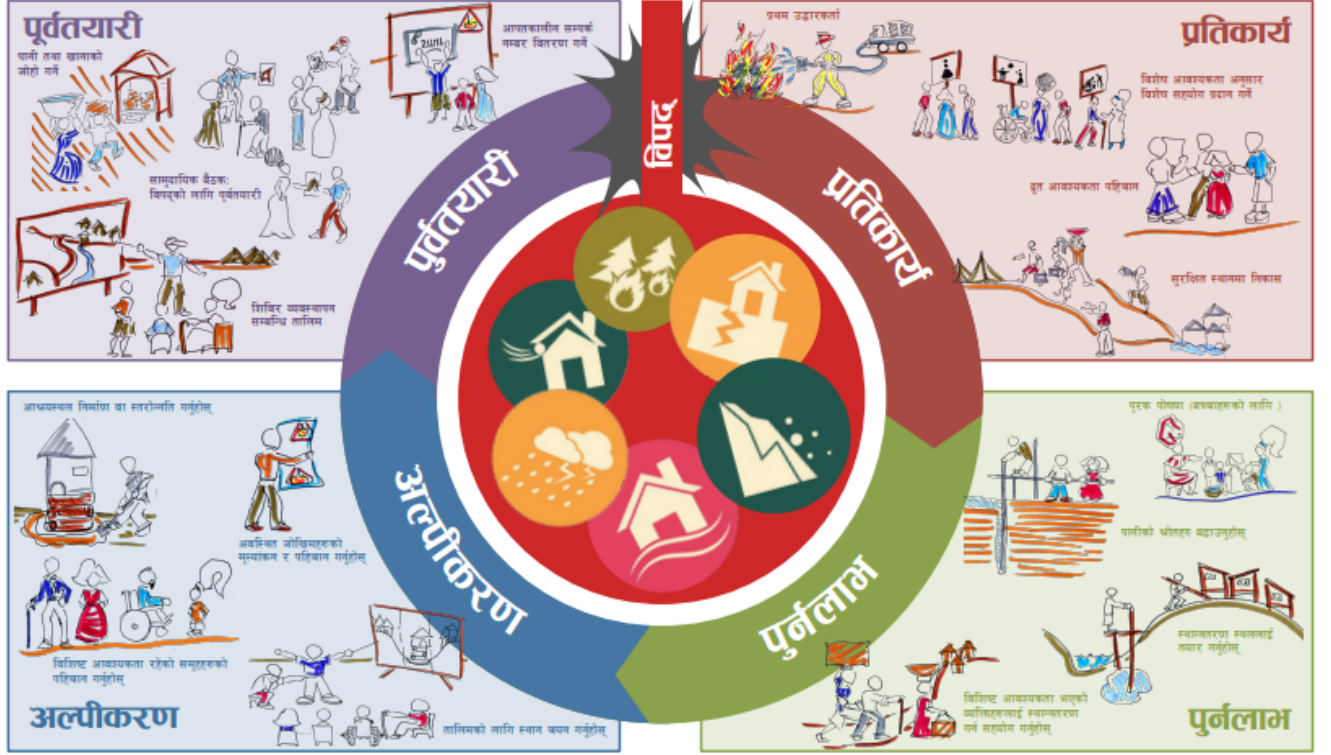 पूर्वतयारी
पानी तथा खानाको
जोहो गर्ने
आपतकालीन सम्पर्क
नम्बर वितरण गर्ने
सामुदायिक बैठक:
विपद्को लागि पूर्वतयारी
शिविर व्यवस्थापन
सम्बन्धि तालिम
विपद्
प्रतिकार्य
प्रथम उद्धारकर्ता
विशेष आवश्यकता अनुसार
विशेष सहयोग प्रदान गर्ने
द्रुत आवश्यकता पहिचान
सुरक्षित स्थानमा निकास
पुर्वतयारी
प्रतिकार्य
अल्पीकरण
पुर्नलाभ
आश्रयस्थल निर्माण वा स्तरोन्नति गर्नुहोस्
अवस्थित जोखिमहरुको
मूल्यांकन र पहिचान गर्नुहोस्
विशिष्ट आवश्यकता रहेको समूहहरुको
पहिचान गर्नुहोस्
तालिमको लागि स्थान चयन गर्नुहोस्
अल्पीकरण
पूरक पोषण (बच्चाहरुको लागि )
पानीको श्रोतहरु बढाउनुहोस्
स्थान्तरणा स्थललाई
तयार गर्नुहोस्
विशिष्ट आवश्यकता भएको
व्यक्तिहरुलाई स्थान्तरण
गर्न सहयोग गर्नुहोस्
पुर्नलाभ